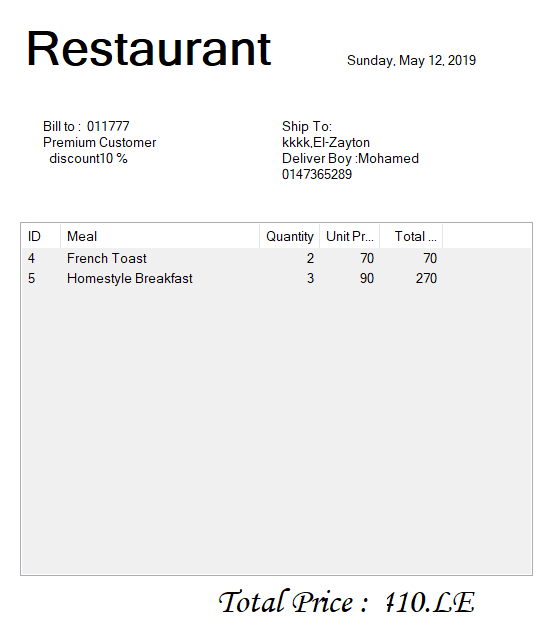 Restaurant
Sunday, May 12, 2019
Bill to : 011777
Premium Customer
discount10 %
Ship To:
kkkk,El-Zayton
Deliver Boy :Mohamed
0147365289
ID Meal Quantity Unit Pr... Total ...
4 French Toast 2 70 70
5 Homestyle Breakfast 3 90 270
Total Price : 410.LE